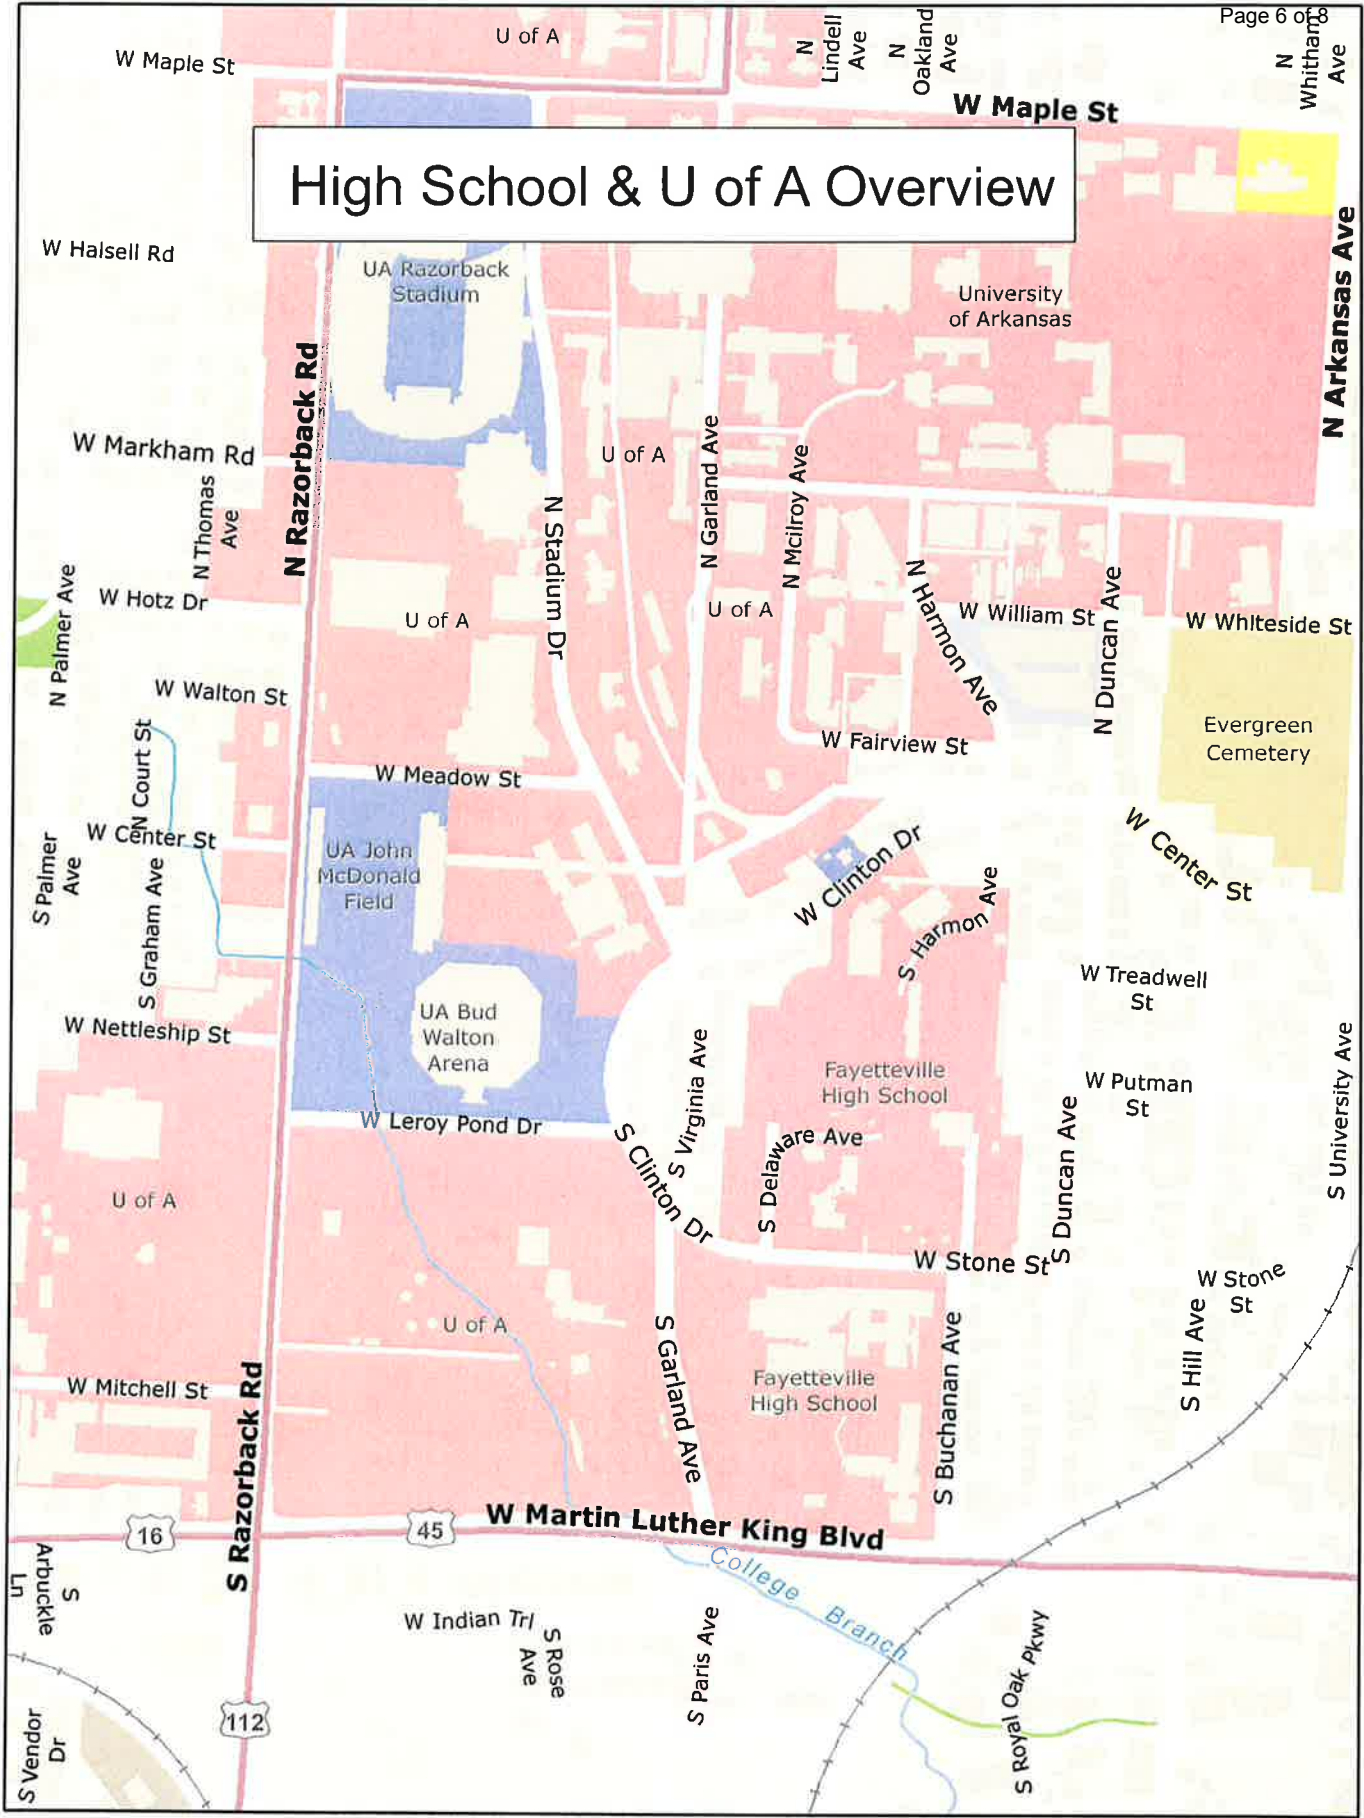 Page 6 of 8
U of A
W Maple St
N
Lindell
Ave
N
Oakland
Ave
N
Whitham
Ave
W Maple St
High School & U of A Overview
W Halsell Rd
UA Razorback
Stadium
University
of Arkansas
N Arkansas Ave
N Razorback Rd
W Markham Rd
U of A
N Garland Ave
N Mcilroy Ave
N Thomas
Ave
N Stadium Dr
N Palmer Ave
W Hotz Dr
U of A
U of A
N Harmon Ave
W William St
N Duncan Ave
W Whiteside St
W Walton St
N Court St
W Fairview St
Evergreen
Cemetery
W Meadow St
W Center St
S Palmer
Ave
S Graham Ave
UA John
McDonald
Field
W Clinton Dr
W Center St
S Harmon Ave
W Treadwell
St
W Nettleship St
UA Bud
Walton
Arena
S Virginia Ave
Fayetteville
High School
W Putman
St
S University Ave
W Leroy Pond Dr
S Clinton Dr
S Delaware Ave
S Duncan Ave
U of A
W Stone St
W Stone
St
U of A
S Garland Ave
S Buchanan Ave
S Hill Ave
Fayetteville
High School
W Mitchell St
S Razorback Rd
16
45
W Martin Luther King Blvd
College Branch
S
Arbuckle
Ln
W Indian Trl
S Rose
Ave
S Paris Ave
S Royal Oak Pkwy
112
S Vendor
Dr